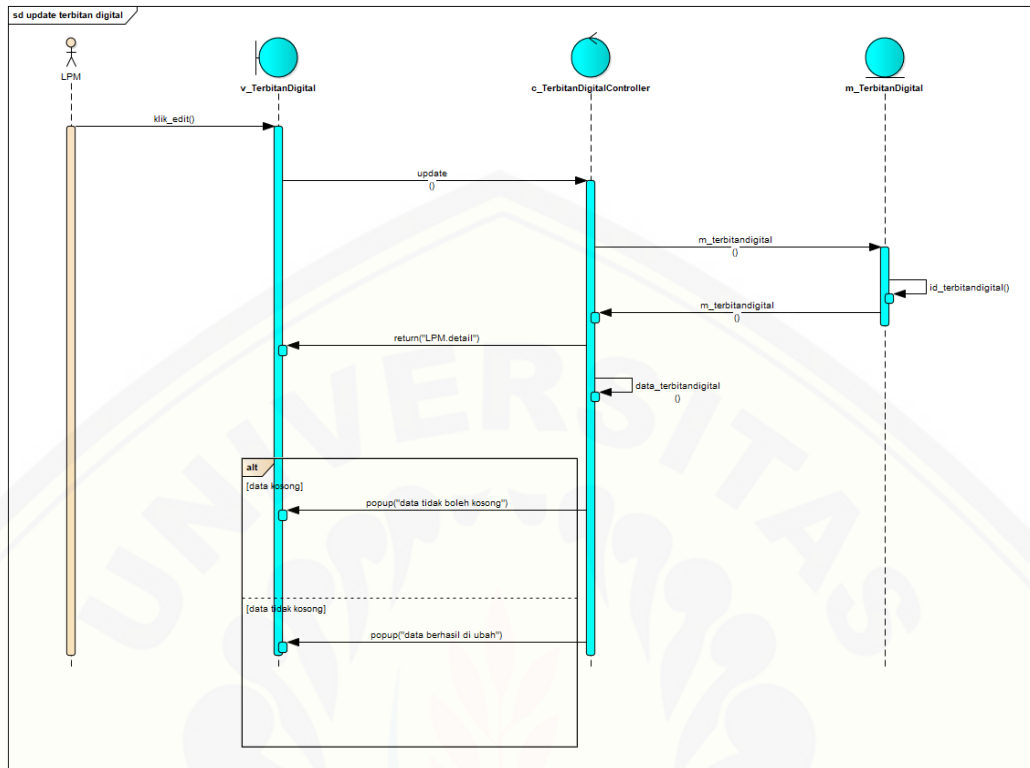 sd update terbitan digital
LPM
v_TerbitanDigital
c_TerbitanDigitalController
m_TerbitanDigital
klik_edit()
update
()
m_terbitandigital
()
id_terbitandigital()
m_terbitandigital
()
return("LPM.detail")
data_terbitandigital
()
alt
[data kosong]
popup("data tidak boleh kosong")
[data tidak kosong]
popup("data berhasil di ubah")
UNIVERSITAS